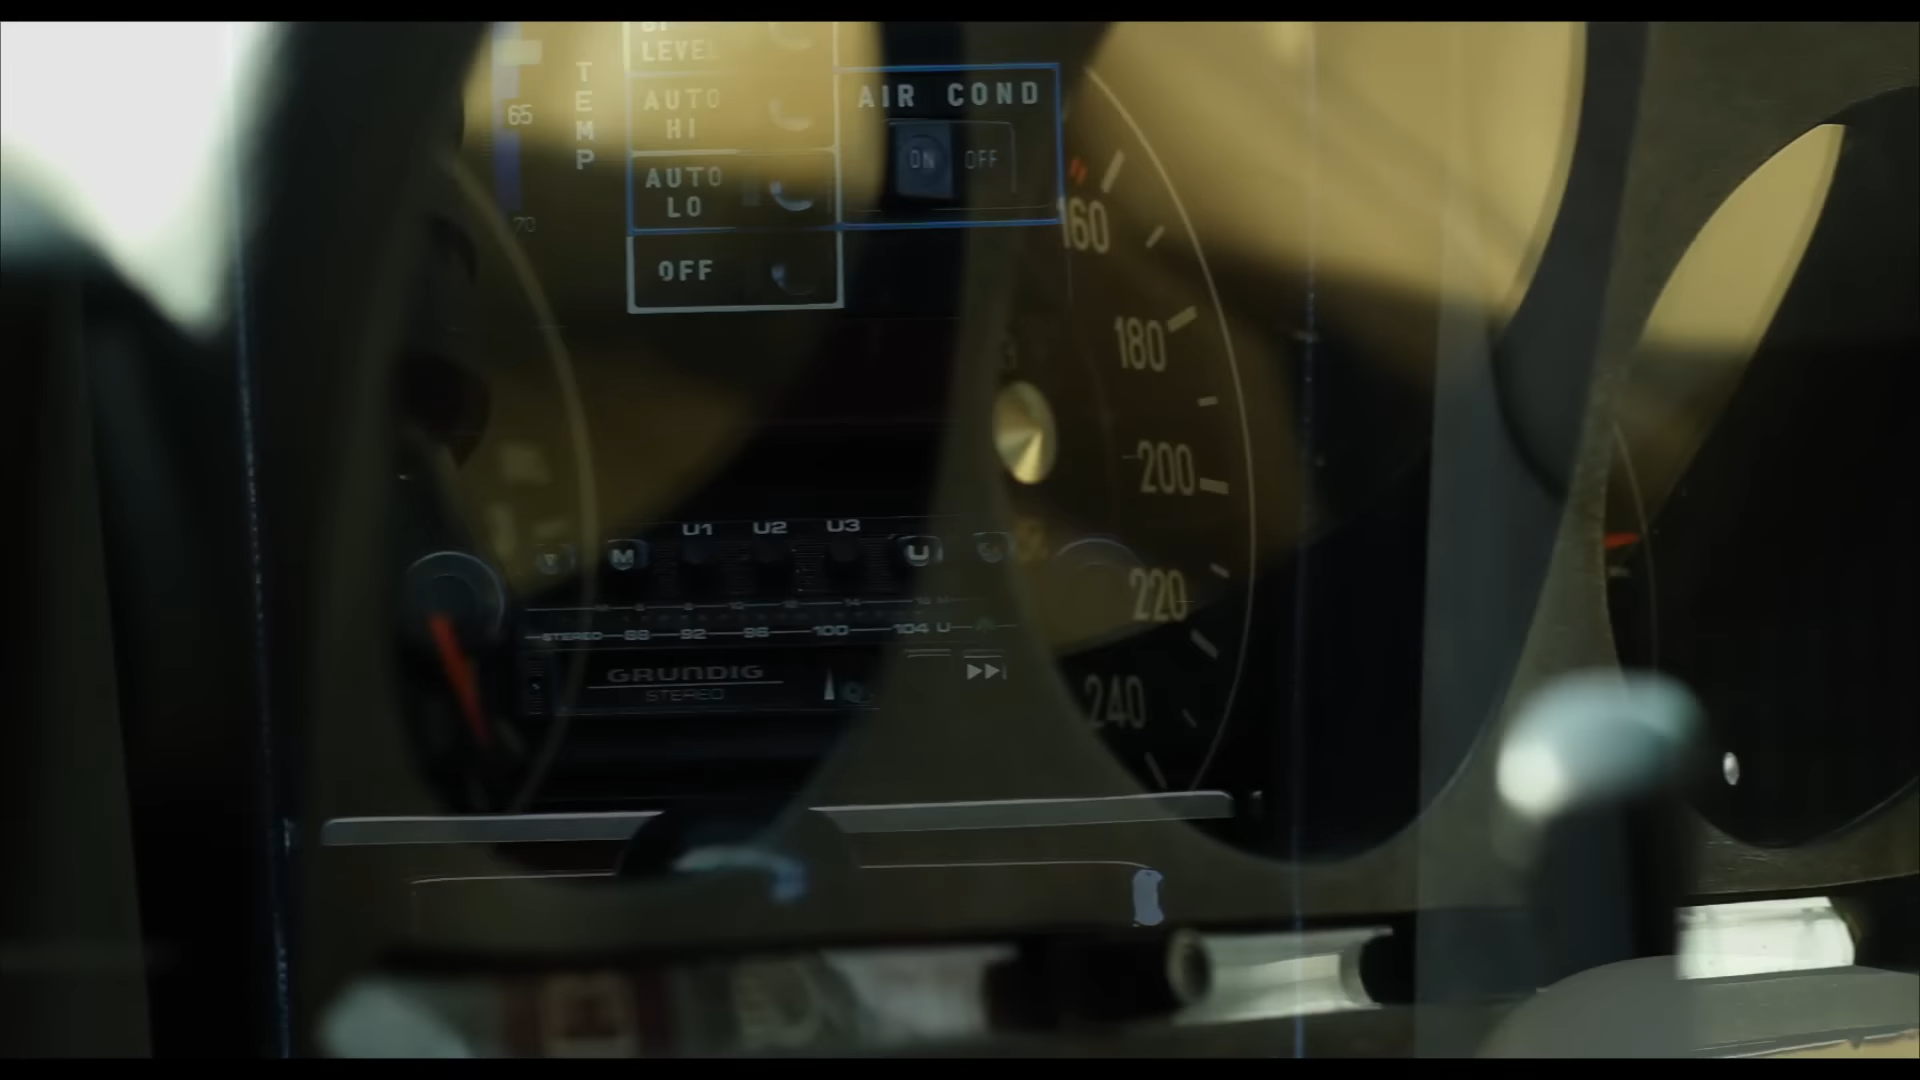 LEVEL
65
TEMP
AUTO
HI
AIR COND
ON OFF
AUTO
LO
70
OFF
160
180
200
220
240
U1 U2 U3
M U
STEREO 88 92 96 100 104 U
GRUNDIG
STEREO